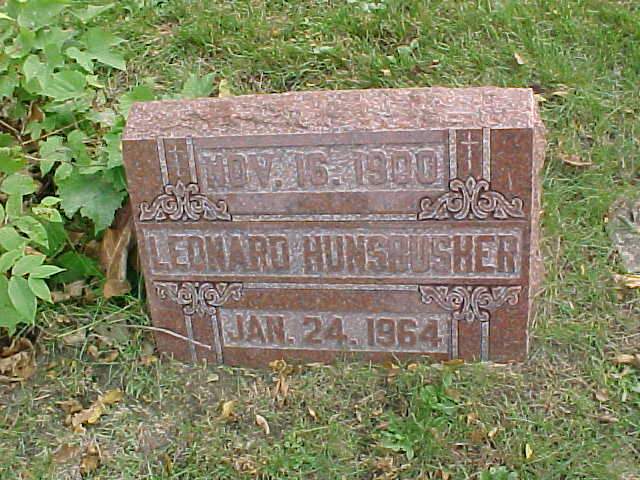 NOV. 16. 1900
LEONARD HUNSRUSHER
JAN. 24. 1964